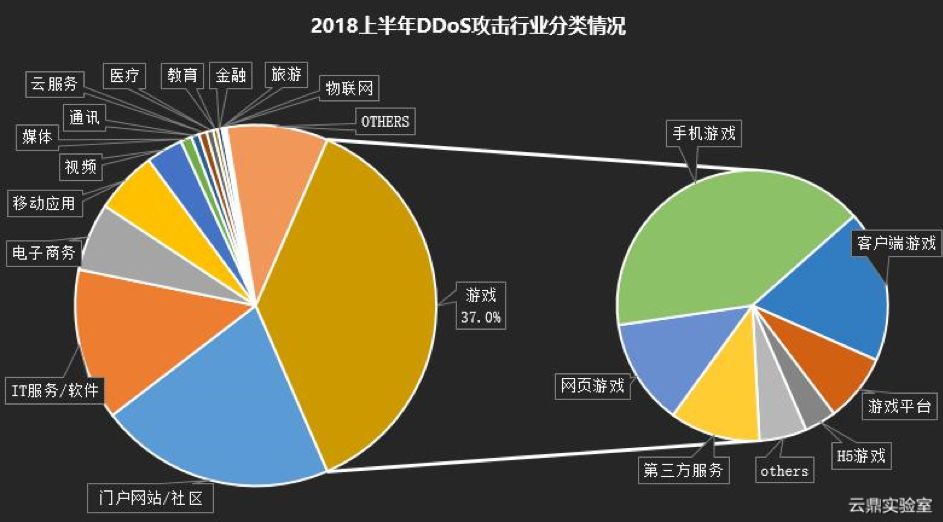 2018上半年DDoS攻击行业分类情况
云服务
医疗
教育
金融
旅游
物联网
通讯
OTHERS
媒体
视频
移动应用
电子商务
IT服务/软件
门户网站/社区
游戏
37.0%
手机游戏
客户端游戏
网页游戏
游戏平台
第三方服务
others
H5游戏
云鼎实验室